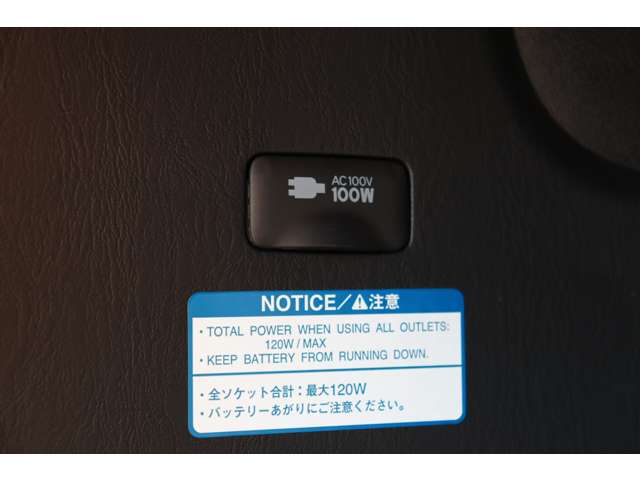 AC100V
100W
NOTICE/⚠注意
・TOTAL POWER WHEN USING ALL OUTLETS:
120W/MAX
・KEEP BATTERY FROM RUNNING DOWN.
・全ソケット合計：最大120W
・バッテリーあがりにご注意ください。